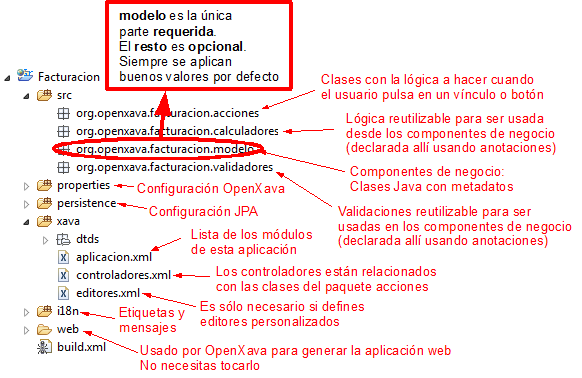 modelo es la única
parte requerida.
El resto es opcional.
Siempre se aplican
buenos valores por defecto
Facturacion
src
org.openxava.facturacion.acciones
Clases con la lógica a hacer cuando
el usuario pulsa en un vínculo o botón
org.openxava.facturacion.calculadores
Lógica reutilizable para ser usada
desde los componentes de negocio
(declarada allí usando anotaciones)
org.openxava.facturacion.modelo
Componentes de negocio:
Clases Java con metadatos
org.openxava.facturacion.validadores
Validaciones reutilizable para ser
usadas en los componentes de negocio
(declarada allí usando anotaciones)
properties
Configuración OpenXava
persistence
Configuración JPA
xava
dtds
Lista de los módulos
de esta aplicación
aplicacion.xml
controladores.xml
Los controladores están relacionados
con las clases del paquete acciones
editores.xml
Es sólo necesario si defines
editores personalizados
i18n
Etiquetas y
mensajes
web
build.xml
Usado por OpenXava para generar la aplicación web
No necesitas tocarlo